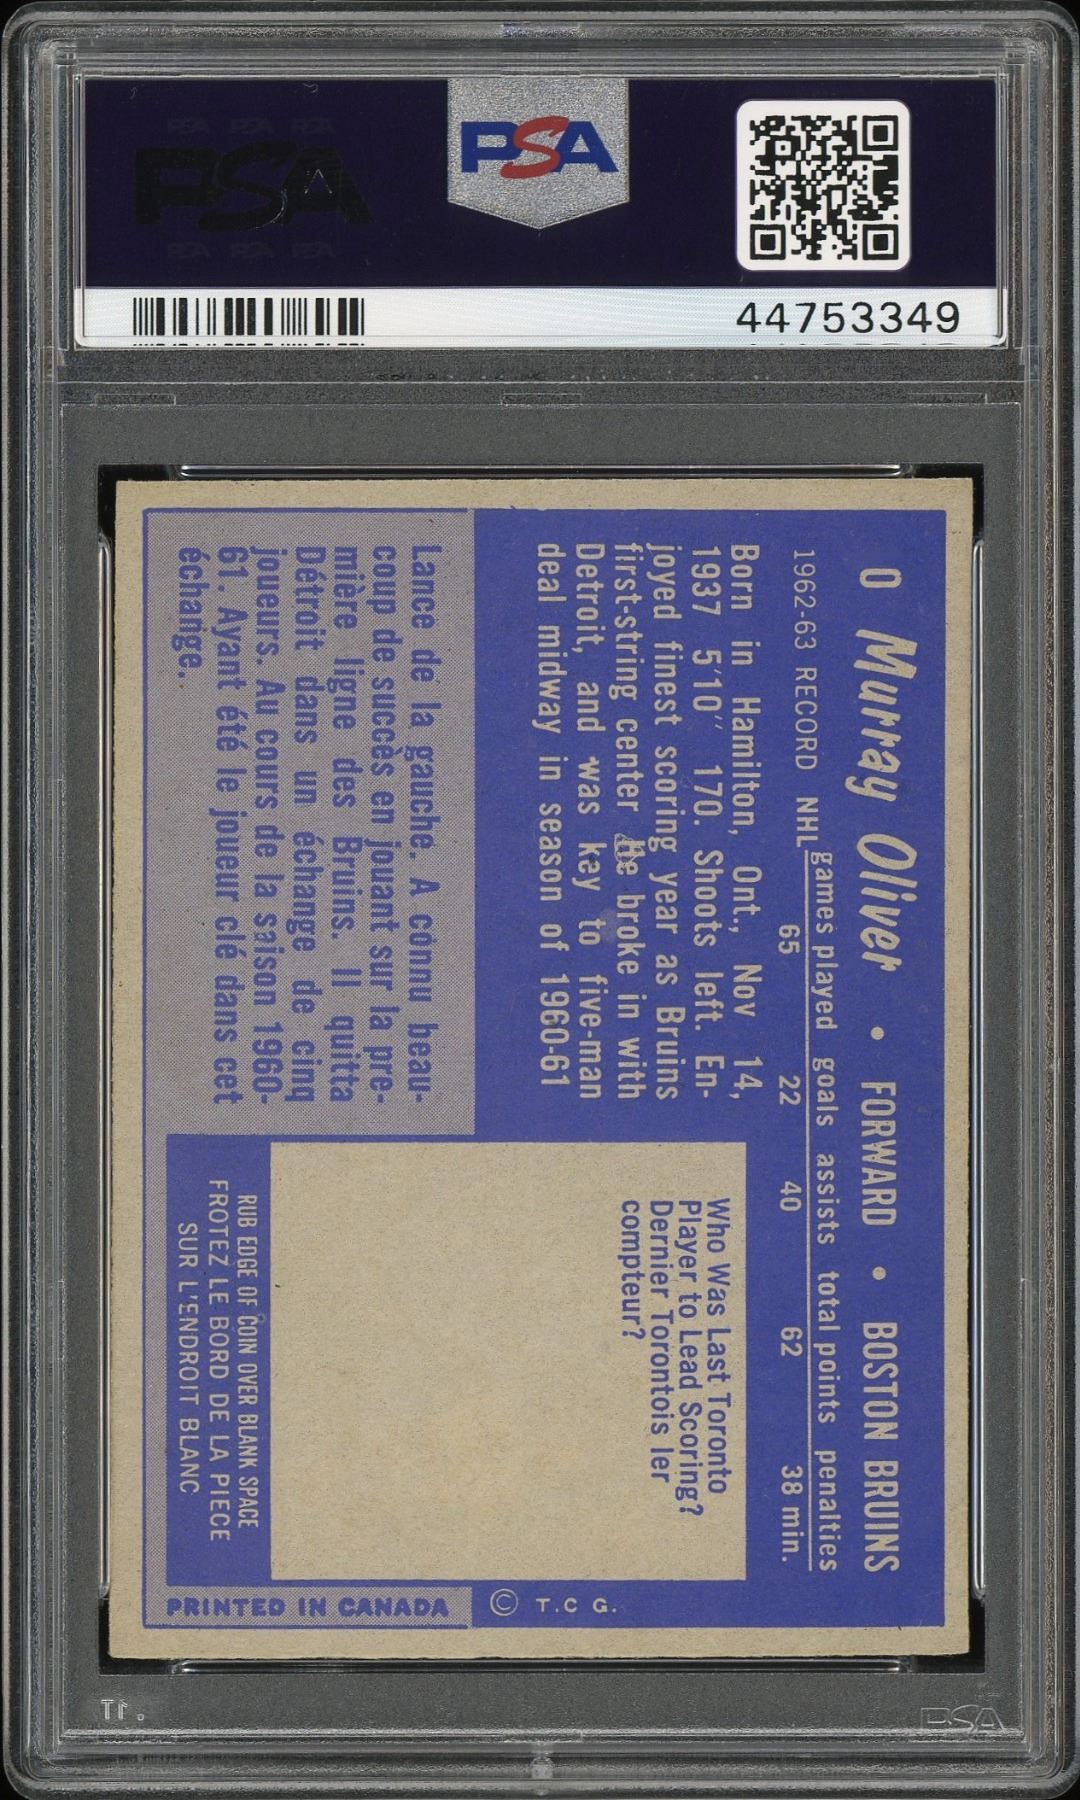 PSA
PSA PSA PSA
PSA
PSA PSA PSA
44753349
0 Murray Oliver • FORWARD • BOSTON BRUINS
games played goals assists total points penalties
1962-63 RECORD NHL 65 22 40 62 38 min.
Born in Hamilton, Ont., Nov 14,
1937 5'10" 170. Shoots left. En-
joyed finest scoring year as Bruins
first-string center He broke in with
Detroit, and was key to five-man
deal midway in season of 1960-61
Lance de la gauche. A connu beau-
coup de succès en jouant sur la pre-
mière ligne des Bruins. Il quitta
Détroit dans un échange de cinq
joueurs. Au cours de la saison 1960-
61. Ayant été le joueur clé dans cet
échange.
Who Was Last Toronto
Player to Lead Scoring?
Dernier Torontois ler
compteur?
RUB EDGE OF COIN OVER BLANK SPACE
FROTEZ LE BORD DE LA PIECE
SUR L'ENDROIT BLANC
PRINTED IN CANADA
© T.C G.
PSA